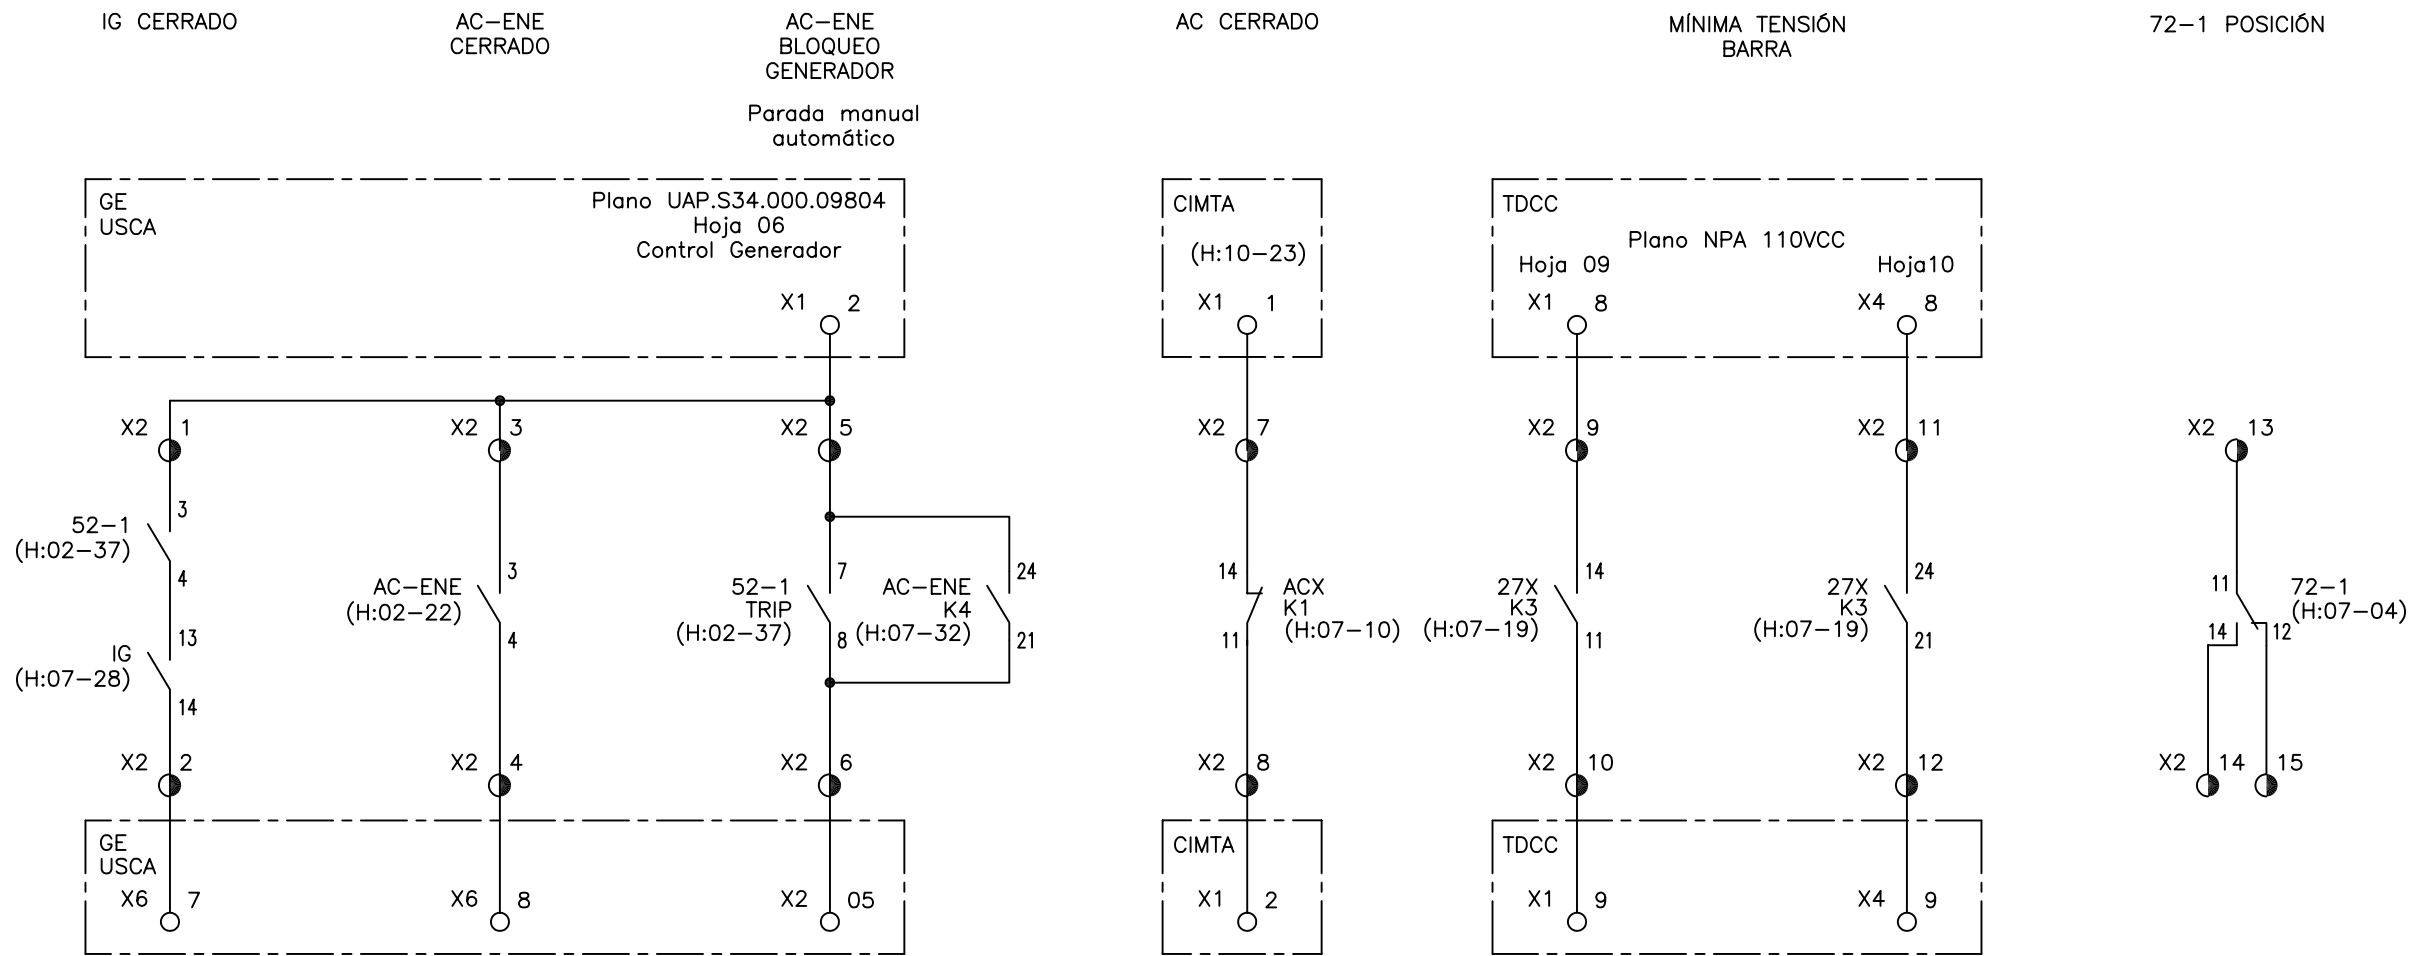 IG CERRADO
AC-ENE
CERRADO
AC-ENE
BLOQUEO
GENERADOR
Parada manual
automático
AC CERRADO
MÍNIMA TENSIÓN
BARRA
72-1 POSICIÓN
GE
USCA
Plano UAP.S34.000.09804
Hoja 06
Control Generador
X1 2
CIMTA
(H:10-23)
X1 1
TDCC
Plano NPA 110VCC
Hoja 09
Hoja10
X1 8
X4 8
X2 1
X2 3
X2 5
X2 7
X2 9
X2 11
X2 13
3
52-1
(H:02-37)
4
13
IG
(H:07-28)
14
3
AC-ENE
(H:02-22)
4
7
52-1
TRIP
(H:02-37)
8
24
AC-ENE
K4
(H:07-32)
21
14
ACX
K1
(H:07-10)
11
14
27X
K3
(H:07-19)
11
24
27X
K3
(H:07-19)
21
11
72-1
(H:07-04)
14
12
X2 2
X2 4
X2 6
X2 8
X2 10
X2 12
X2 14
15
GE
USCA
X6 7
X6 8
X2 05
CIMTA
X1 2
TDCC
X1 9
X4 9